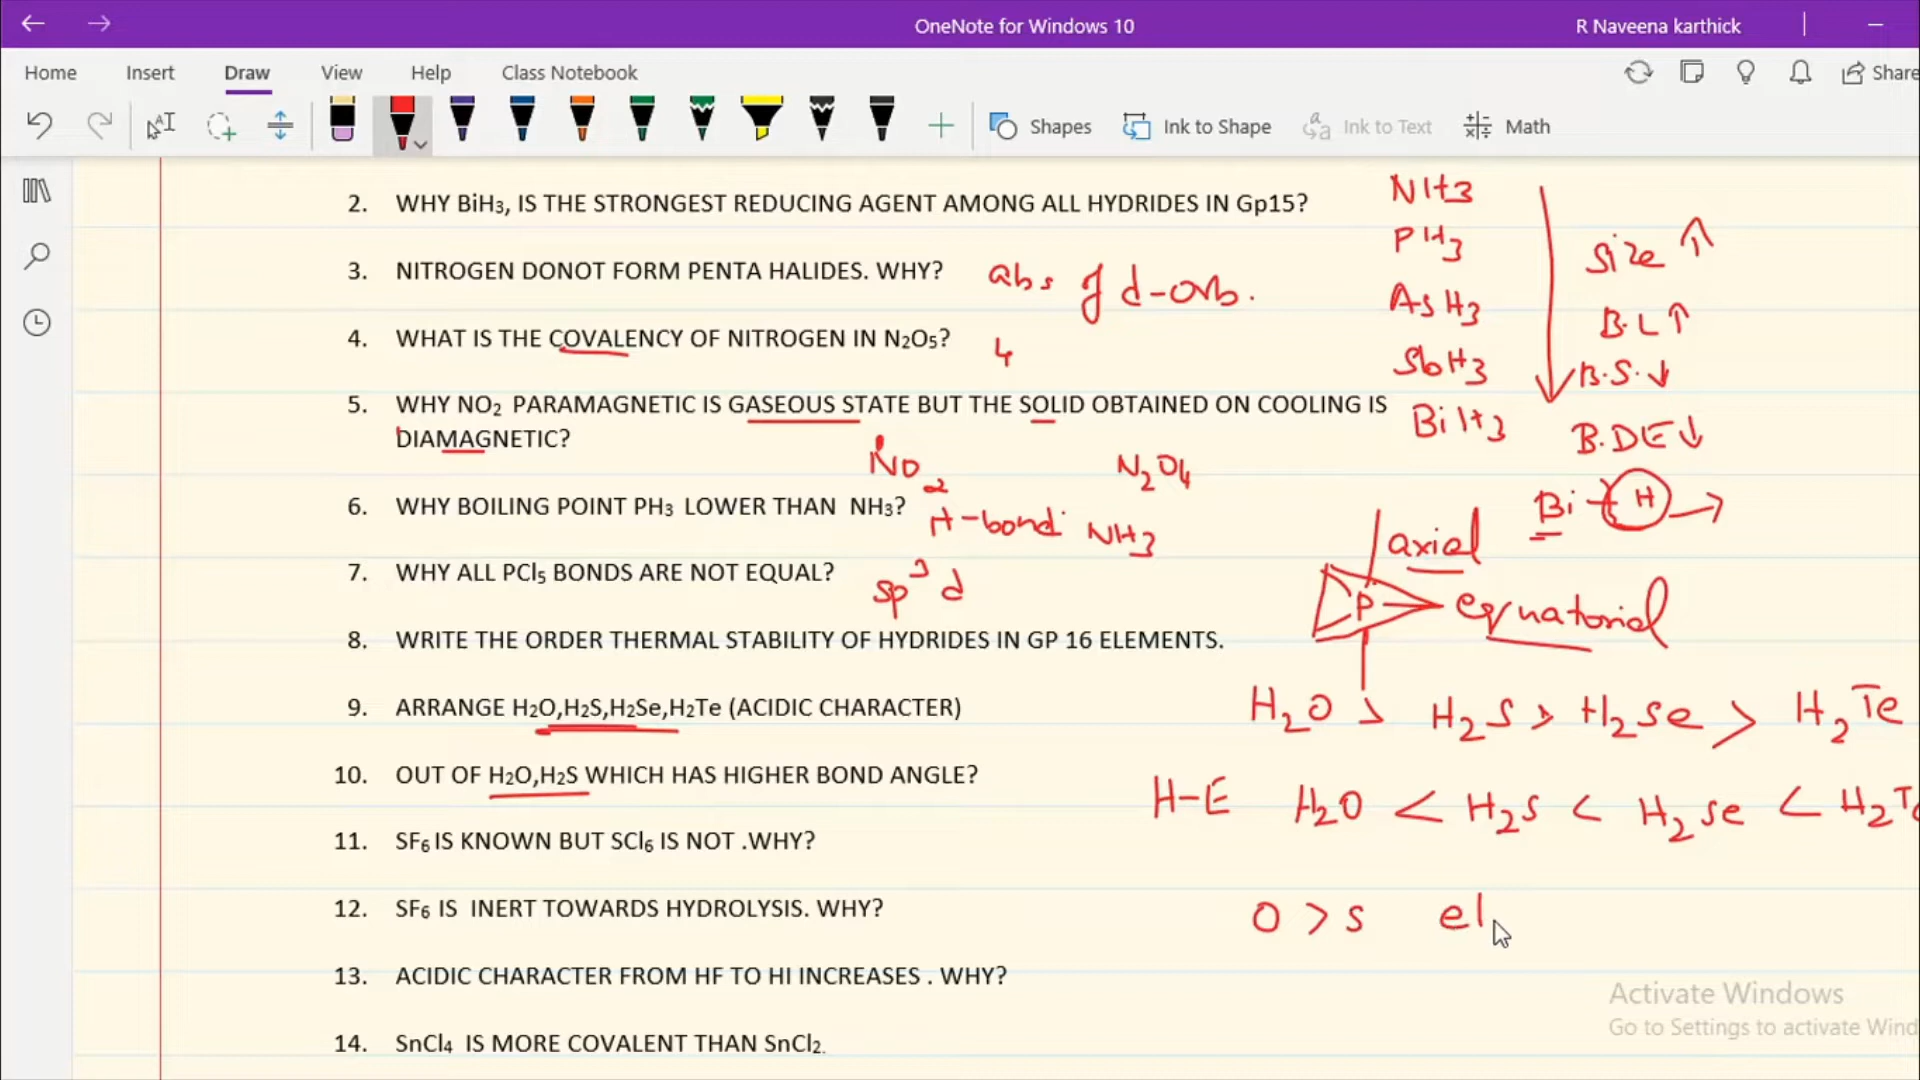 OneNote for Windows 10
R Naveena karthick
Home Insert Draw View Help Class Notebook
Share
Shapes Ink to Shape Ink to Text Math
2. WHY BiH₃, IS THE STRONGEST REDUCING AGENT AMONG ALL HYDRIDES IN Gp15?
NH3
PH3
Size ↑
3. NITROGEN DONOT FORM PENTA HALIDES. WHY?
abs of d-orb.
AsH3
B.L ↑
4. WHAT IS THE COVALENCY OF NITROGEN IN N₂O₅?
4
SbH3
B.S. ↓
5. WHY NO₂ PARAMAGNETIC IS GASEOUS STATE BUT THE SOLID OBTAINED ON COOLING IS
DIAMAGNETIC?
BiH3
B.DE ↓
NO₂
N₂O₄
6. WHY BOILING POINT PH₃ LOWER THAN NH₃?
H-bond NH3
Bi-H →
axial
7. WHY ALL PCl₅ BONDS ARE NOT EQUAL?
sp³d
P
equatorial
8. WRITE THE ORDER THERMAL STABILITY OF HYDRIDES IN GP 16 ELEMENTS.
H₂O > H₂S > H₂Se > H₂Te
9. ARRANGE H₂O,H₂S,H₂Se,H₂Te (ACIDIC CHARACTER)
10. OUT OF H₂O,H₂S WHICH HAS HIGHER BOND ANGLE?
H-E H₂O < H₂S < H₂Se < H₂Te
11. SF₆ IS KNOWN BUT SCl₆ IS NOT .WHY?
12. SF₆ IS INERT TOWARDS HYDROLYSIS. WHY?
O > S el
13. ACIDIC CHARACTER FROM HF TO HI INCREASES . WHY?
14. SnCl₄ IS MORE COVALENT THAN SnCl₂.
Activate Windows
Go to Settings to activate Wind